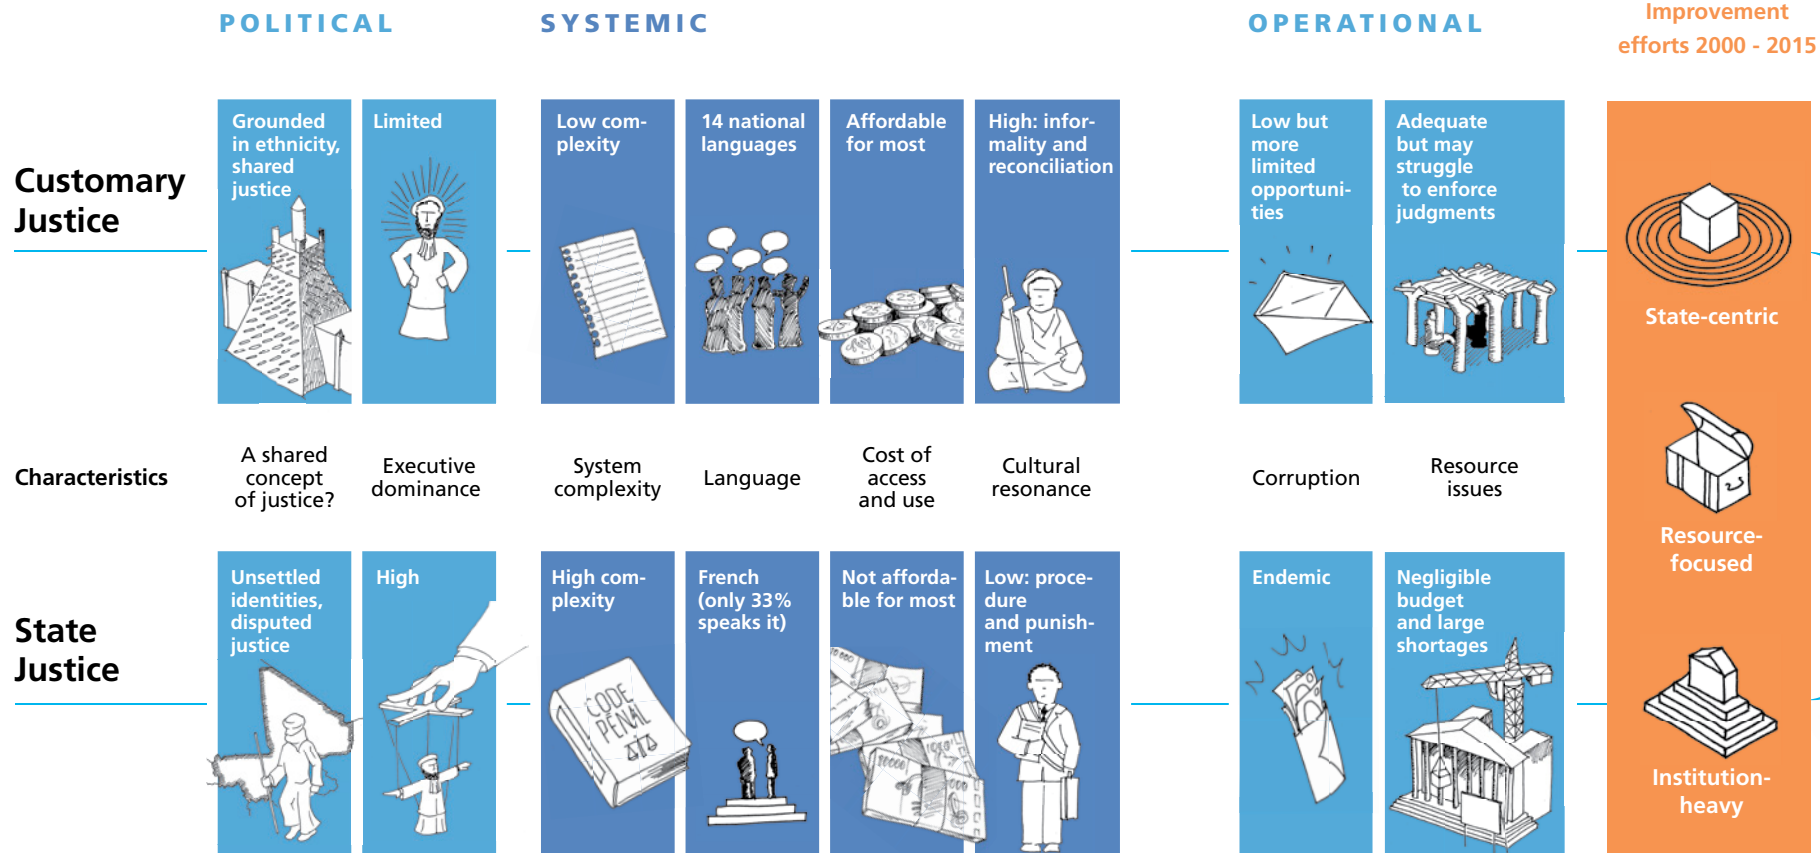 POLITICAL
SYSTEMIC
OPERATIONAL
Improvement
efforts 2000 - 2015
Customary
Justice
Grounded
in ethnicity,
shared
justice
Limited
Low com-
plexity
14 national
languages
Affordable
for most
High: infor-
mality and
reconciliation
Low but
more
limited
opportuni-
ties
Adequate
but may
struggle
to enforce
judgments
State-centric
Characteristics
A shared
concept
of justice?
Executive
dominance
System
complexity
Language
Cost of
access
and use
Cultural
resonance
Corruption
Resource
issues
Resource-
focused
State
Justice
Unsettled
identities,
disputed
justice
High
High com-
plexity
CODE
PENAL
French
(only 33%
speaks it)
Not afforda-
ble for most
10000
Low: proce-
dure
and punish-
ment
Endemic
Negligible
budget
and large
shortages
Institution-
heavy